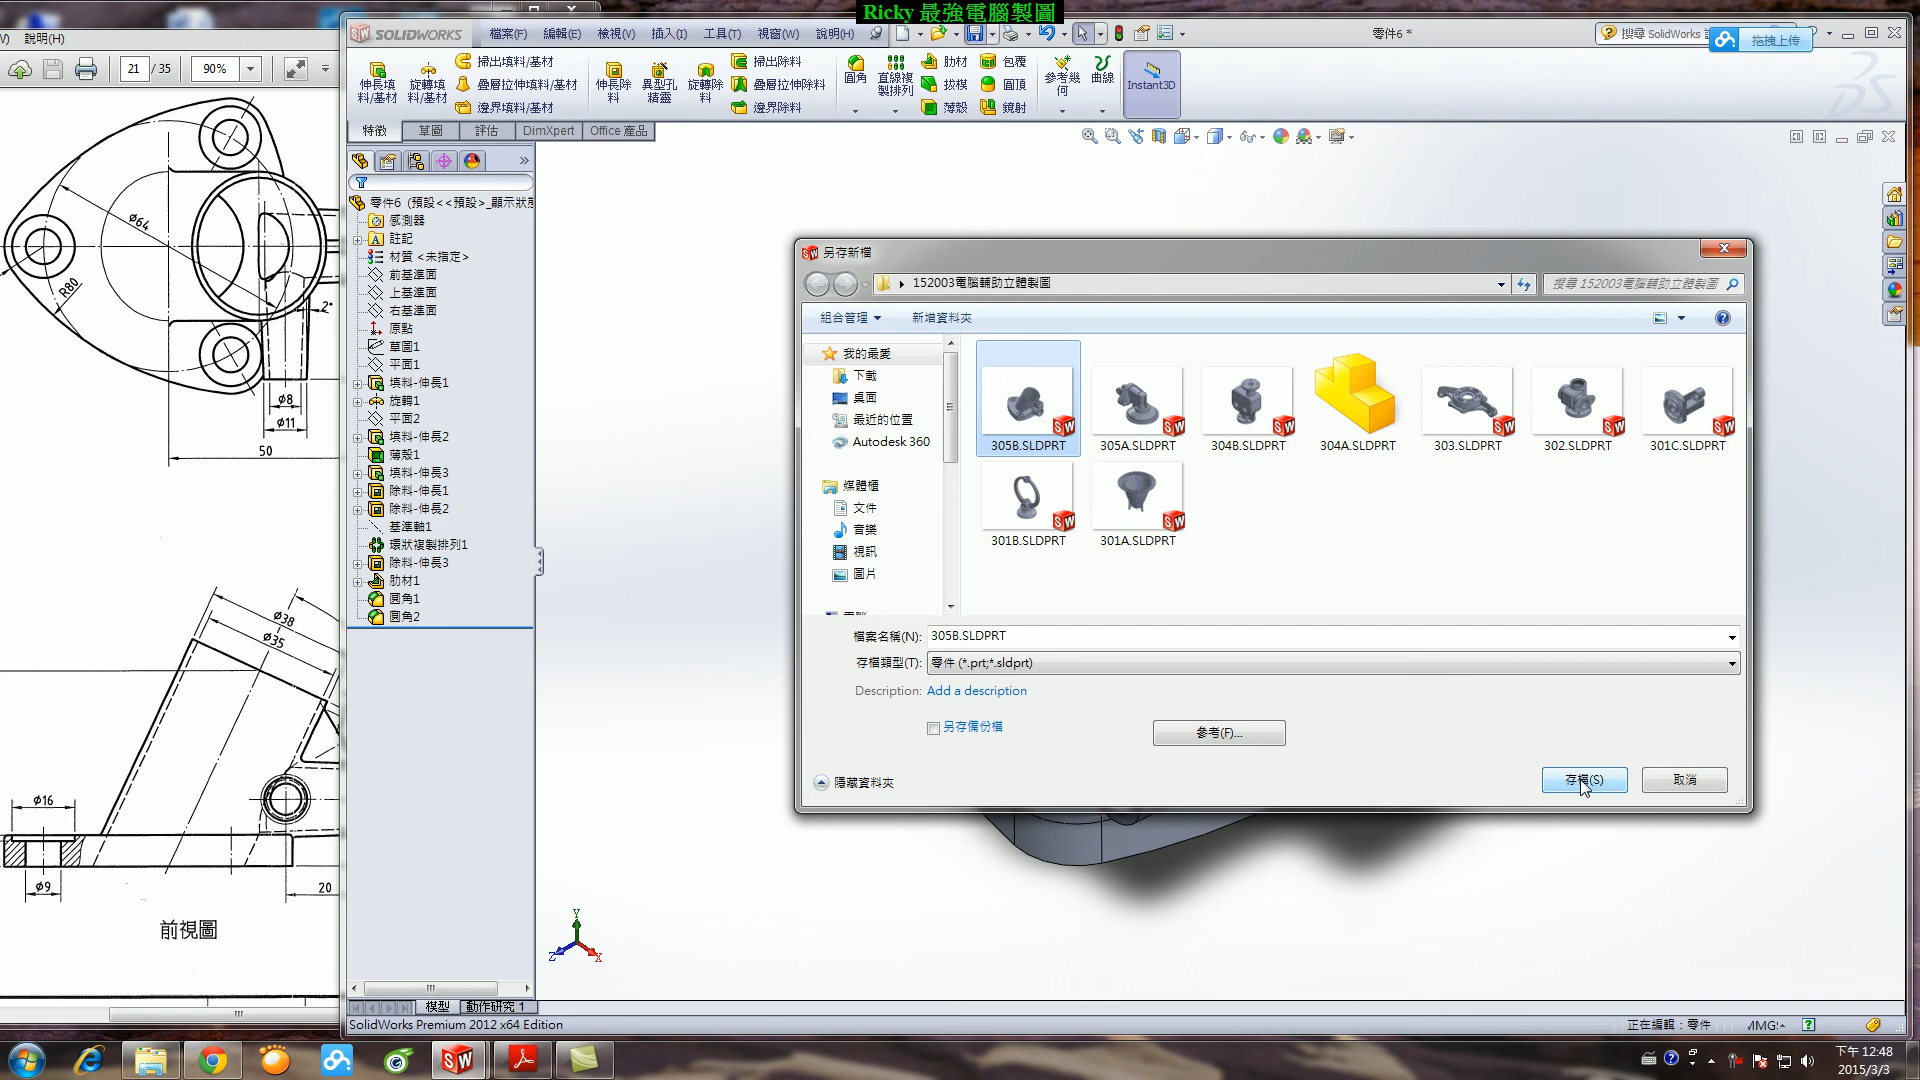 Ricky 最強電腦製圖
說明(H)
21 / 35
90%
SOLIDWORKS
檔案(F) 編輯(E) 檢視(V) 插入(I) 工具(T) 視窗(W) 說明(H)
零件6 *
搜尋 SolidWorks
拖拽上传
伸長填料/基材
旋轉填料/基材
掃出填料/基材
疊層拉伸填料/基材
邊界填料/基材
伸長除料
異型孔精靈
旋轉除料
掃出除料
疊層拉伸除料
邊界除料
圓角
直線複製排列
肋材
拔模
薄殼
包覆
圓頂
鏡射
參考幾何
曲線
Instant3D
特徵 草圖 評估 DimXpert Office 產品
零件6 (預設<<預設>_顯示狀態
感測器
註記
材質 <未指定>
前基準面
上基準面
右基準面
原點
草圖1
平面1
填料-伸長1
旋轉1
平面2
填料-伸長2
薄殼1
填料-伸長3
除料-伸長1
除料-伸長2
基準軸1
環狀複製排列1
除料-伸長3
肋材1
圓角1
圓角2
另存新檔
152003電腦輔助立體製圖
搜尋 152003電腦輔助立體製圖
組合管理 新增資料夾
我的最愛
下載
桌面
最近的位置
Autodesk 360
媒體櫃
文件
音樂
視訊
圖片
305B.SLDPRT 305A.SLDPRT 304B.SLDPRT 304A.SLDPRT 303.SLDPRT 302.SLDPRT 301C.SLDPRT
301B.SLDPRT 301A.SLDPRT
檔案名稱(N): 305B.SLDPRT
存檔類型(T): 零件 (*.prt;*.sldprt)
Description: Add a description
另存備份檔
參考(F)...
隱藏資料夾
存檔(S)
取消
ø64
R80
2°
ø8
ø11
50
ø38
ø35
ø16
ø9
20
前視圖
Y
Z
X
模型 動作研究 1
SolidWorks Premium 2012 x64 Edition
正在編輯：零件
下午 12:48
2015/3/3